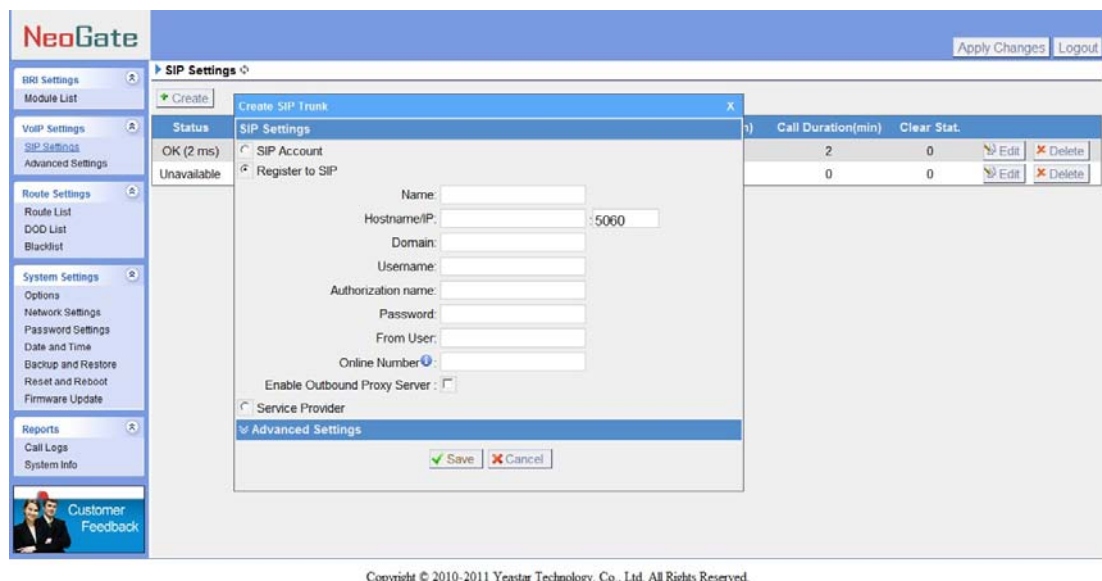 NeoGate
Apply Changes Logout
BRI Settings
Module List
VoIP Settings
SIP Settings
Advanced Settings
Route Settings
Route List
DOD List
Blacklist
System Settings
Options
Network Settings
Password Settings
Date and Time
Backup and Restore
Reset and Reboot
Firmware Update
Reports
Call Logs
System Info
Customer
Feedback
SIP Settings
Create
Status n) Call Duration(min) Clear Stat.
OK (2 ms) 2 0 Edit Delete
Unavailable 0 0 Edit Delete
Create SIP Trunk X
SIP Settings
SIP Account
Register to SIP
Name:
Hostname/IP: :5060
Domain:
Username:
Authorization name:
Password:
From User:
Online Number:
Enable Outbound Proxy Server :
Service Provider
Advanced Settings
Save Cancel
Copyright © 2010-2011 Yeastar Technology, Co., Ltd. All Rights Reserved.